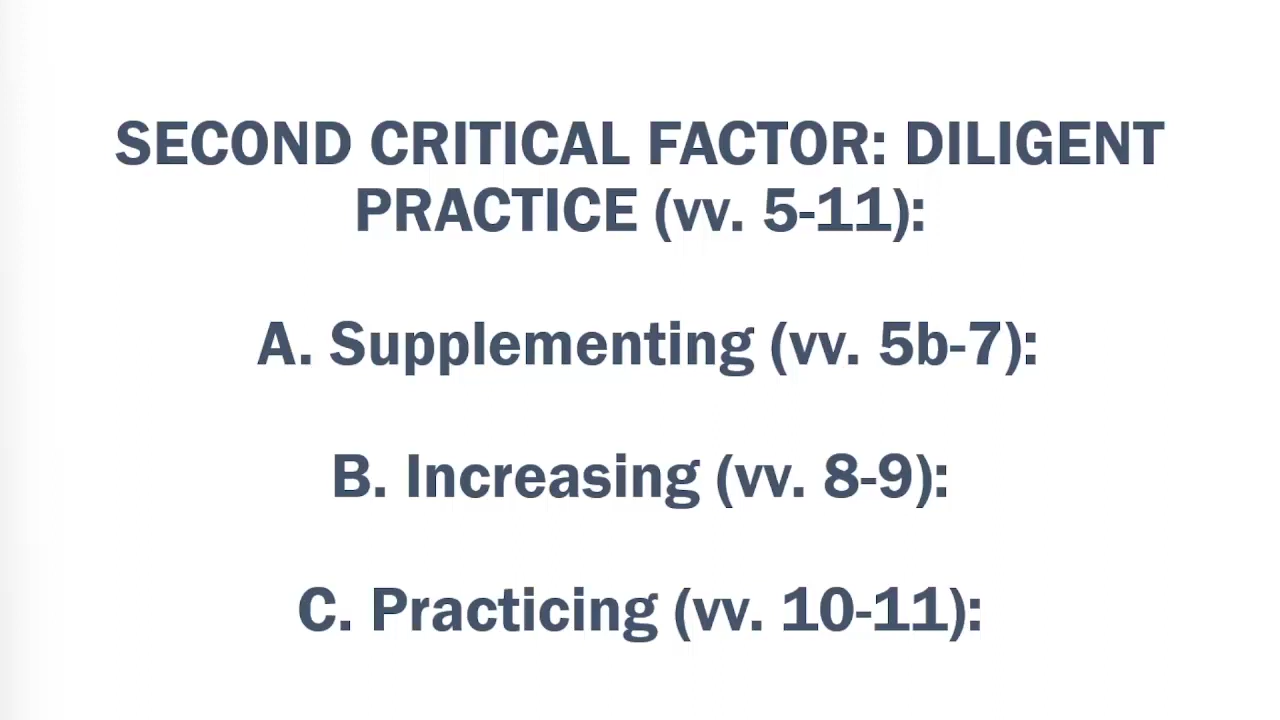 SECOND CRITICAL FACTOR: DILIGENT
PRACTICE (vv. 5-11):
A. Supplementing (vv. 5b-7):
B. Increasing (vv. 8-9):
C. Practicing (vv. 10-11):